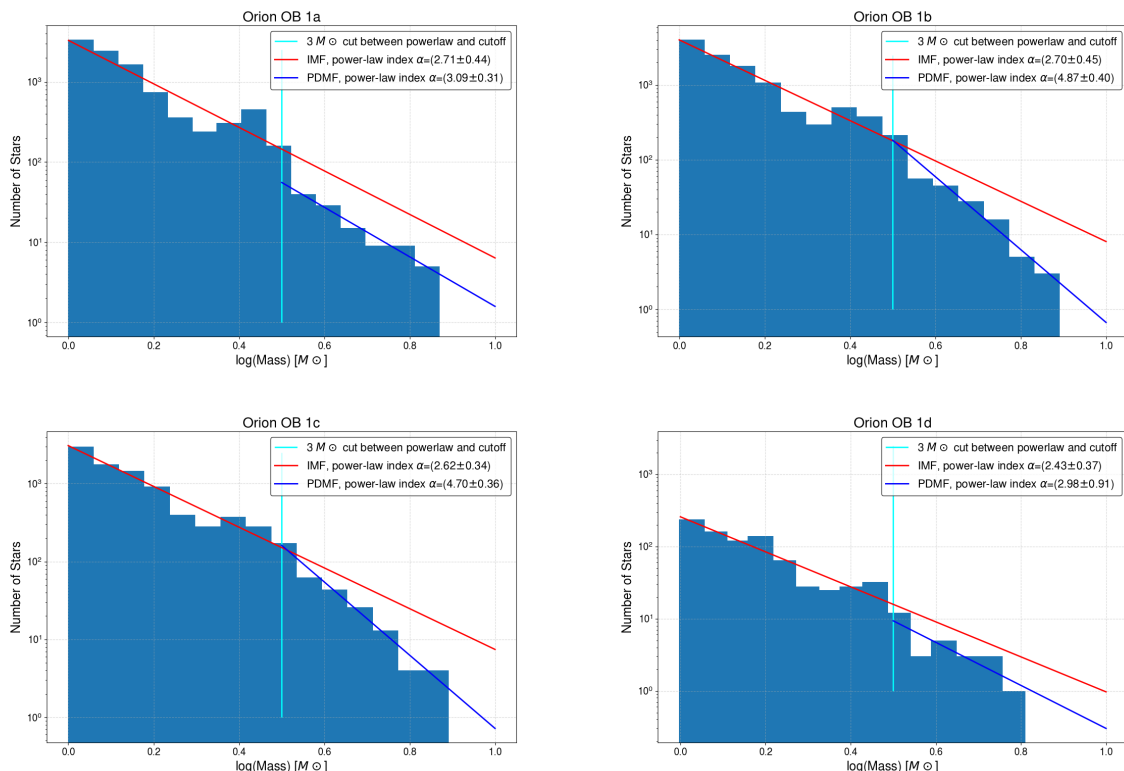 Orion OB 1a
Number of Stars
10³
10²
10¹
10⁰
3 M ⊙ cut between powerlaw and cutoff
IMF, power-law index α=(2.71±0.44)
PDMF, power-law index α=(3.09±0.31)
0.0 0.2 0.4 0.6 0.8 1.0
log(Mass) [M ⊙]
Orion OB 1b
Number of Stars
10³
10²
10¹
10⁰
3 M ⊙ cut between powerlaw and cutoff
IMF, power-law index α=(2.70±0.45)
PDMF, power-law index α=(4.87±0.40)
0.0 0.2 0.4 0.6 0.8 1.0
log(Mass) [M ⊙]
Orion OB 1c
Number of Stars
10³
10²
10¹
10⁰
3 M ⊙ cut between powerlaw and cutoff
IMF, power-law index α=(2.62±0.34)
PDMF, power-law index α=(4.70±0.36)
0.0 0.2 0.4 0.6 0.8 1.0
log(Mass) [M ⊙]
Orion OB 1d
Number of Stars
10³
10²
10¹
10⁰
3 M ⊙ cut between powerlaw and cutoff
IMF, power-law index α=(2.43±0.37)
PDMF, power-law index α=(2.98±0.91)
0.0 0.2 0.4 0.6 0.8 1.0
log(Mass) [M ⊙]